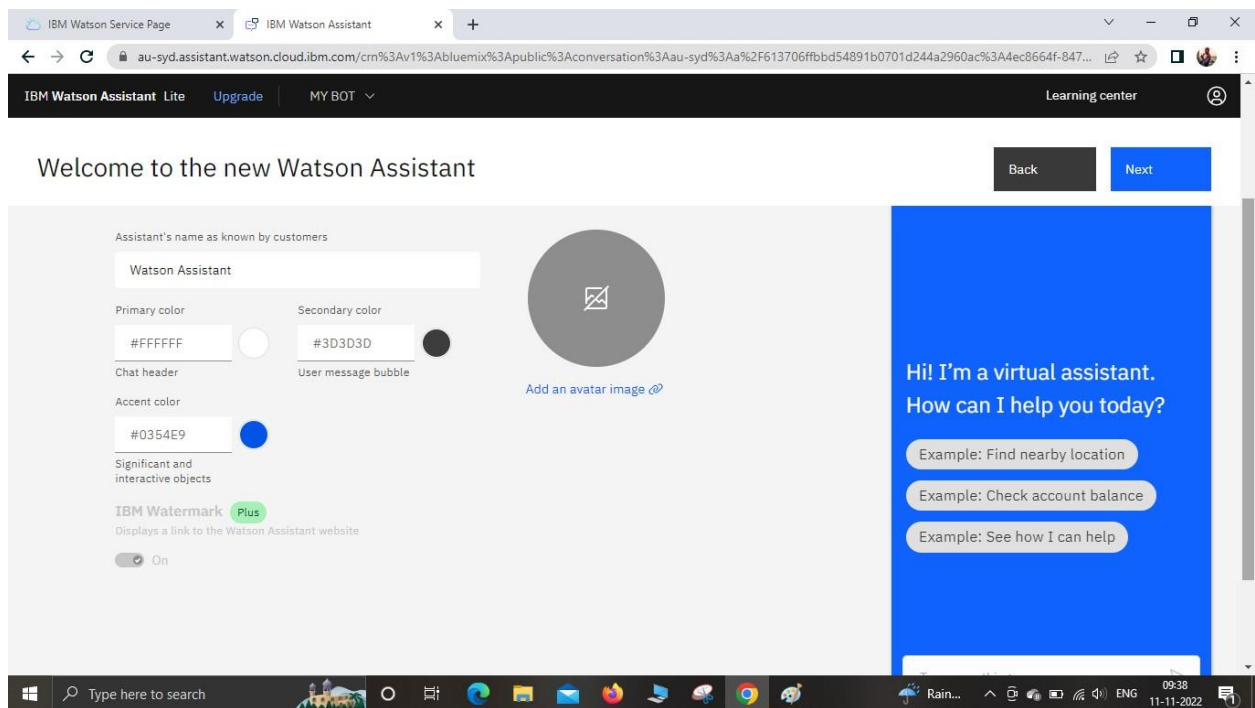 IBM Watson Service Page
IBM Watson Assistant
au-syd.assistant.watson.cloud.ibm.com/crn%3Av1%3Abluemix%3Apublic%3Aconversation%3Aau-syd%3Aa%2F613706ffbbd54891b0701d244a2960ac%3A4ec8664f-847...
IBM Watson Assistant Lite Upgrade MY BOT Learning center
Welcome to the new Watson Assistant
Back Next
Assistant's name as known by customers
Watson Assistant
Primary color Secondary color
#FFFFFF #3D3D3D
Chat header User message bubble
Add an avatar image
Accent color
#0354E9
Significant and
interactive objects
IBM Watermark Plus
Displays a link to the Watson Assistant website
On
Hi! I'm a virtual assistant.
How can I help you today?
Example: Find nearby location
Example: Check account balance
Example: See how I can help
Type here to search
Rain... ENG 09:38
11-11-2022